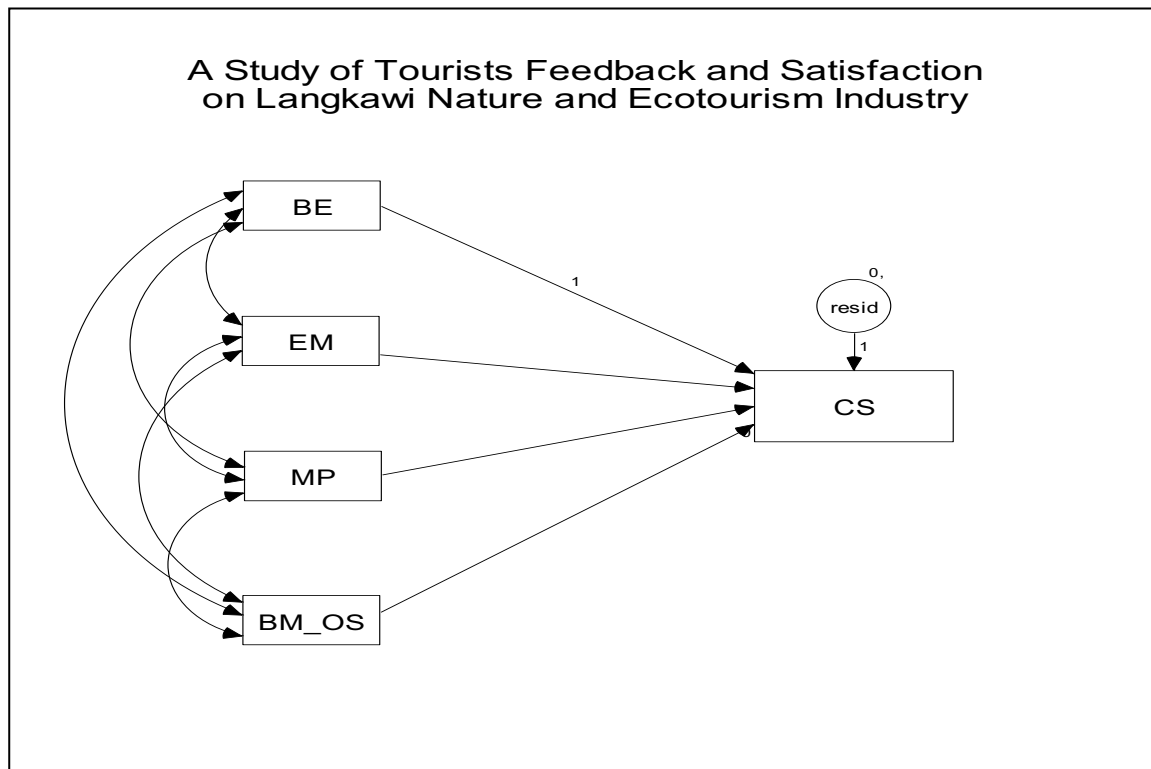 A Study of Tourists Feedback and Satisfaction
on Langkawi Nature and Ecotourism Industry
BE
1
0,
resid
EM
1
CS
0
MP
BM_OS